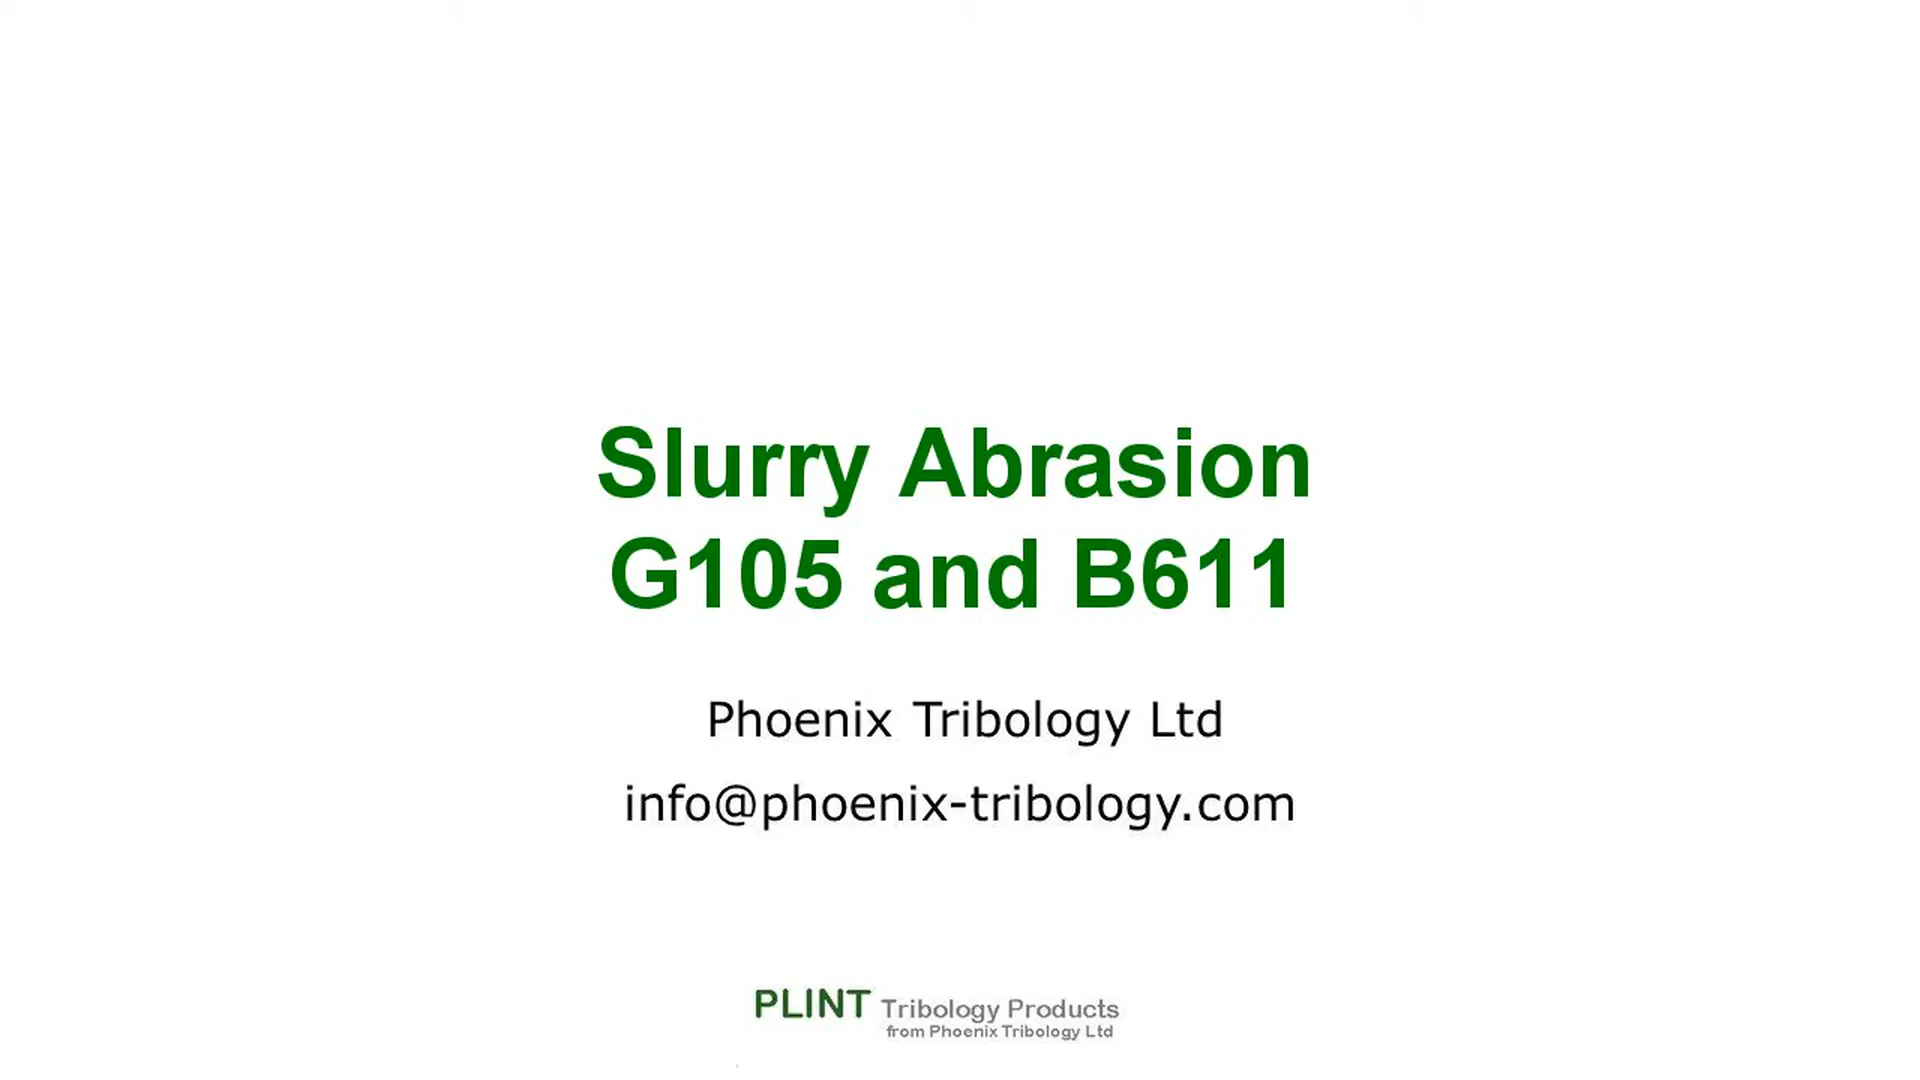 Slurry Abrasion
G105 and B611
Phoenix Tribology Ltd
info@phoenix-tribology.com
PLINT Tribology Products
from Phoenix Tribology Ltd